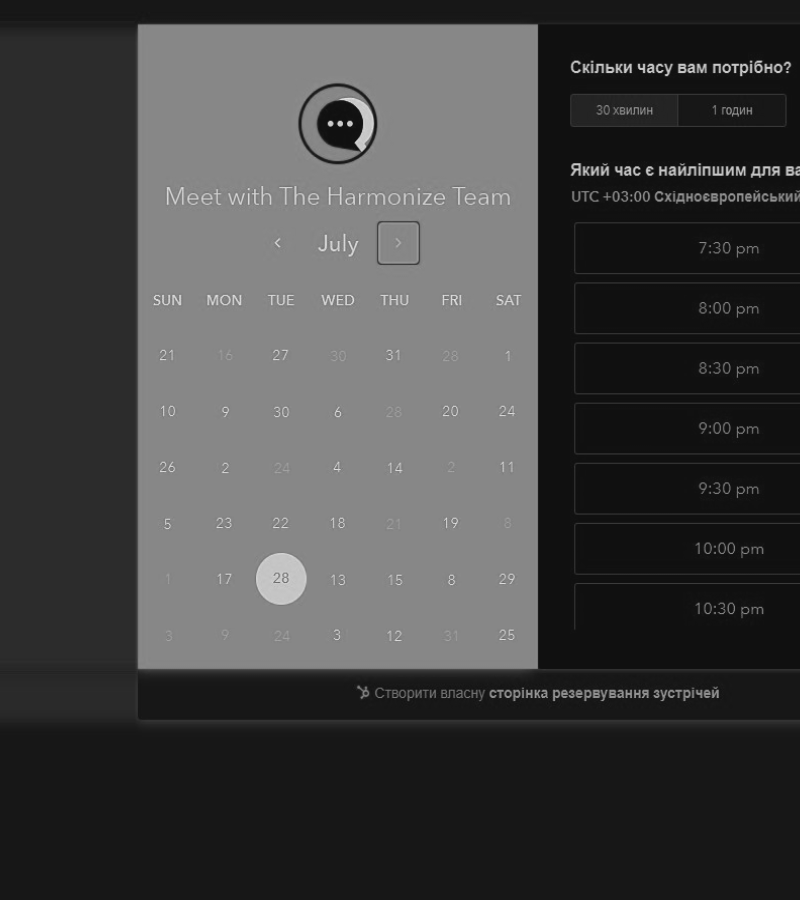 Meet with The Harmonize Team
July
SUN MON TUE WED THU FRI SAT
21 16 27 30 31 28 1
10 9 30 6 28 20 24
26 2 24 4 14 2 11
5 23 22 18 21 19 8
1 17 28 13 15 8 29
3 9 24 3 12 31 25
Скільки часу вам потрібно?
30 хвилин 1 годин
Який час є найліпшим для ва
UTC +03:00 Східноєвропейський
7:30 pm
8:00 pm
8:30 pm
9:00 pm
9:30 pm
10:00 pm
10:30 pm
Створити власну сторінка резервування зустрічей